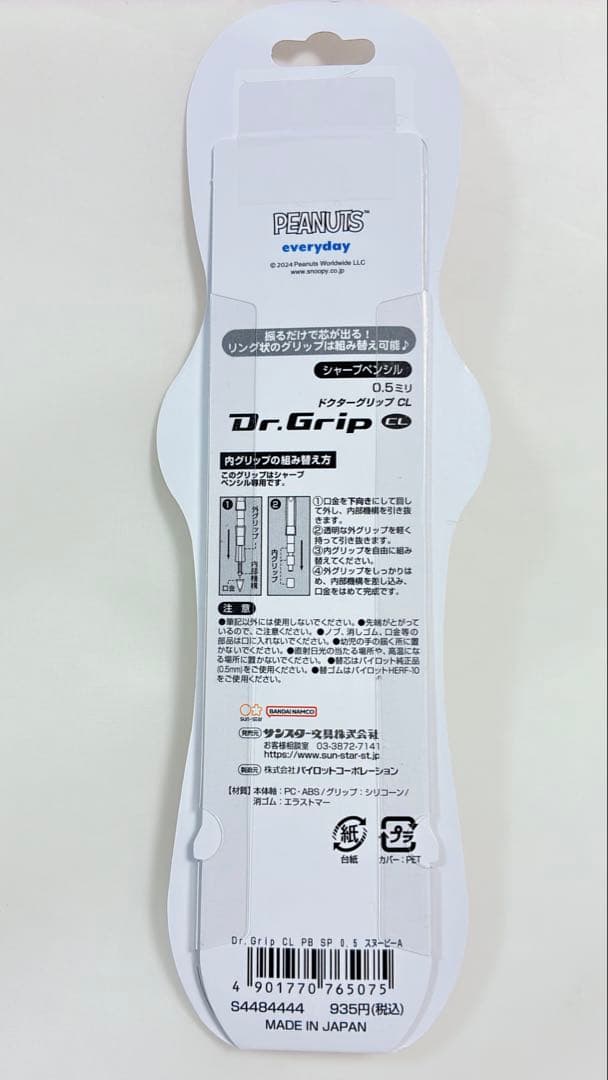 PEANUTS™
everyday
©2024 Peanuts Worldwide LLC
www.snoopy.co.jp
振るだけで芯が出る！
リング状のグリップは組み替え可能♪
シャープペンシル
0.5ミリ
ドクターグリップ CL
Dr.Grip CL
内グリップの組み替え方
このグリップはシャープ
ペンシル専用です。
① 外グリップ 内部機構 口金
② 内グリップ
①口金を下向きにして回し
て外し、内部機構を引き抜
きます。
②透明な外グリップを軽く
持って引き抜きます。
③内グリップを自由に組み
替えてください。
④外グリップをしっかりは
め、内部機構を差し込み、
口金をはめて完成です。
注意
●筆記以外には使用しないでください。●先端がとがって
いるので、ご注意ください。●ノブ、消しゴム、口金等の
部品は口に入れないでください。●幼児の手の届く所に置
かないでください。●直射日光の当たる場所や、高温にな
る場所に置かないでください。●替芯はパイロット純正品
(0.5mm)をご使用ください。●替ゴムはパイロットHERF-10
をご使用ください。
sun-star BANDAI NAMCO
発売元 サンスター文具株式会社
お客様相談室 03-3872-7141
https://www.sun-star-st.jp
製造元 株式会社パイロットコーポレーション
【材質】本体軸：PC・ABS/グリップ：シリコーン/
消ゴム：エラストマー
紙 プラ
台紙 カバー：PET
Dr.Grip CL PB SP 0.5 スヌーピーA
4 901770 765075
S4484444 935円(税込)
MADE IN JAPAN